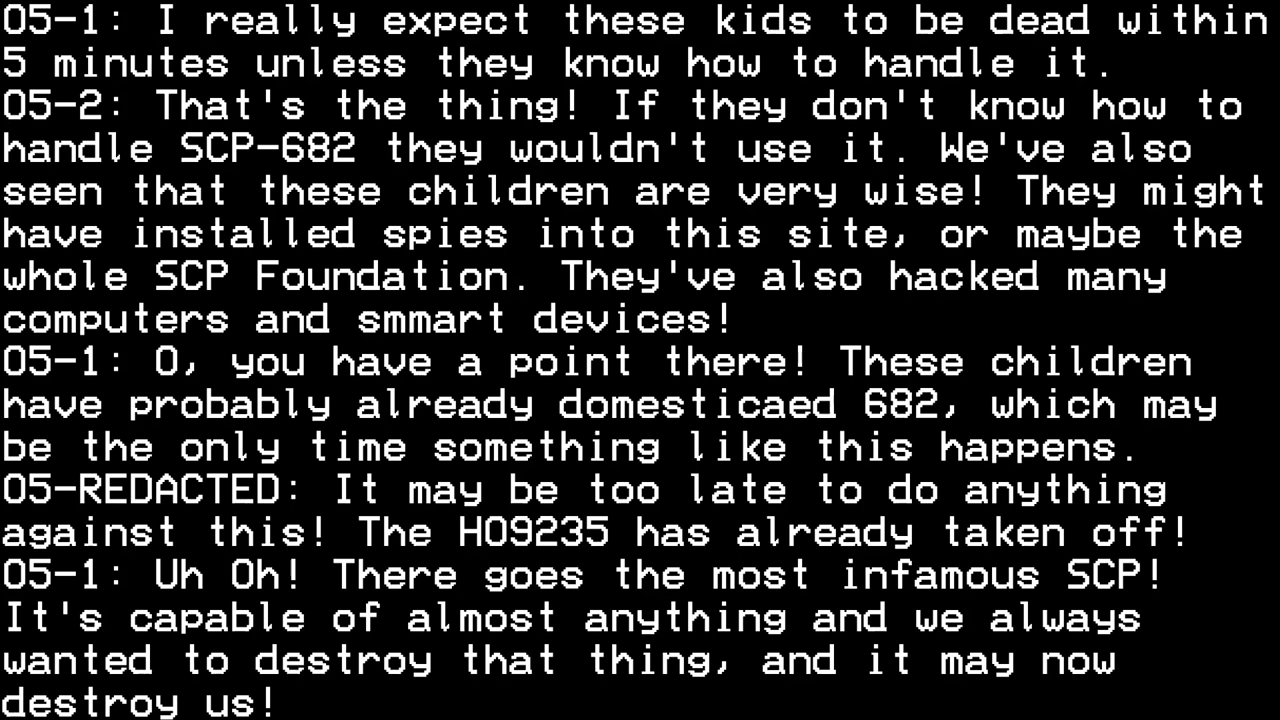 05-1: I really expect these kids to be dead within
5 minutes unless they know how to handle it.
05-2: That's the thing! If they don't know how to
handle SCP-682 they wouldn't use it. We've also
seen that these children are very wise! They might
have installed spies into this site, or maybe the
whole SCP Foundation. They've also hacked many
computers and smmart devices!
05-1: O, you have a point there! These children
have probably already domesticaed 682, which may
be the only time something like this happens.
05-REDACTED: It may be too late to do anything
against this! The HO9235 has already taken off!
05-1: Uh Oh! There goes the most infamous SCP!
It's capable of almost anything and we always
wanted to destroy that thing, and it may now
destroy us!